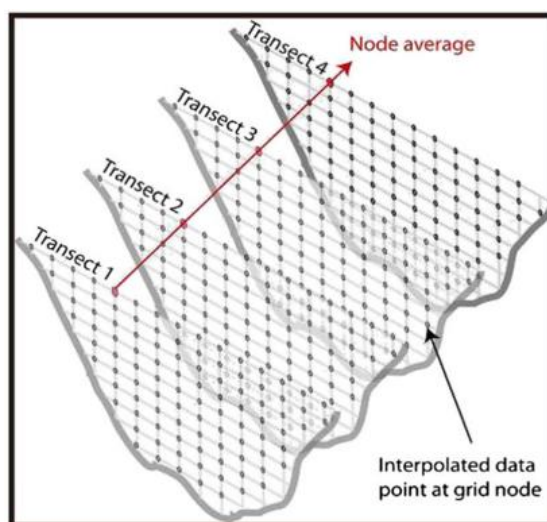 Transect 4
Node average
Transect 3
Transect 2
Transect 1
Interpolated data
point at grid node